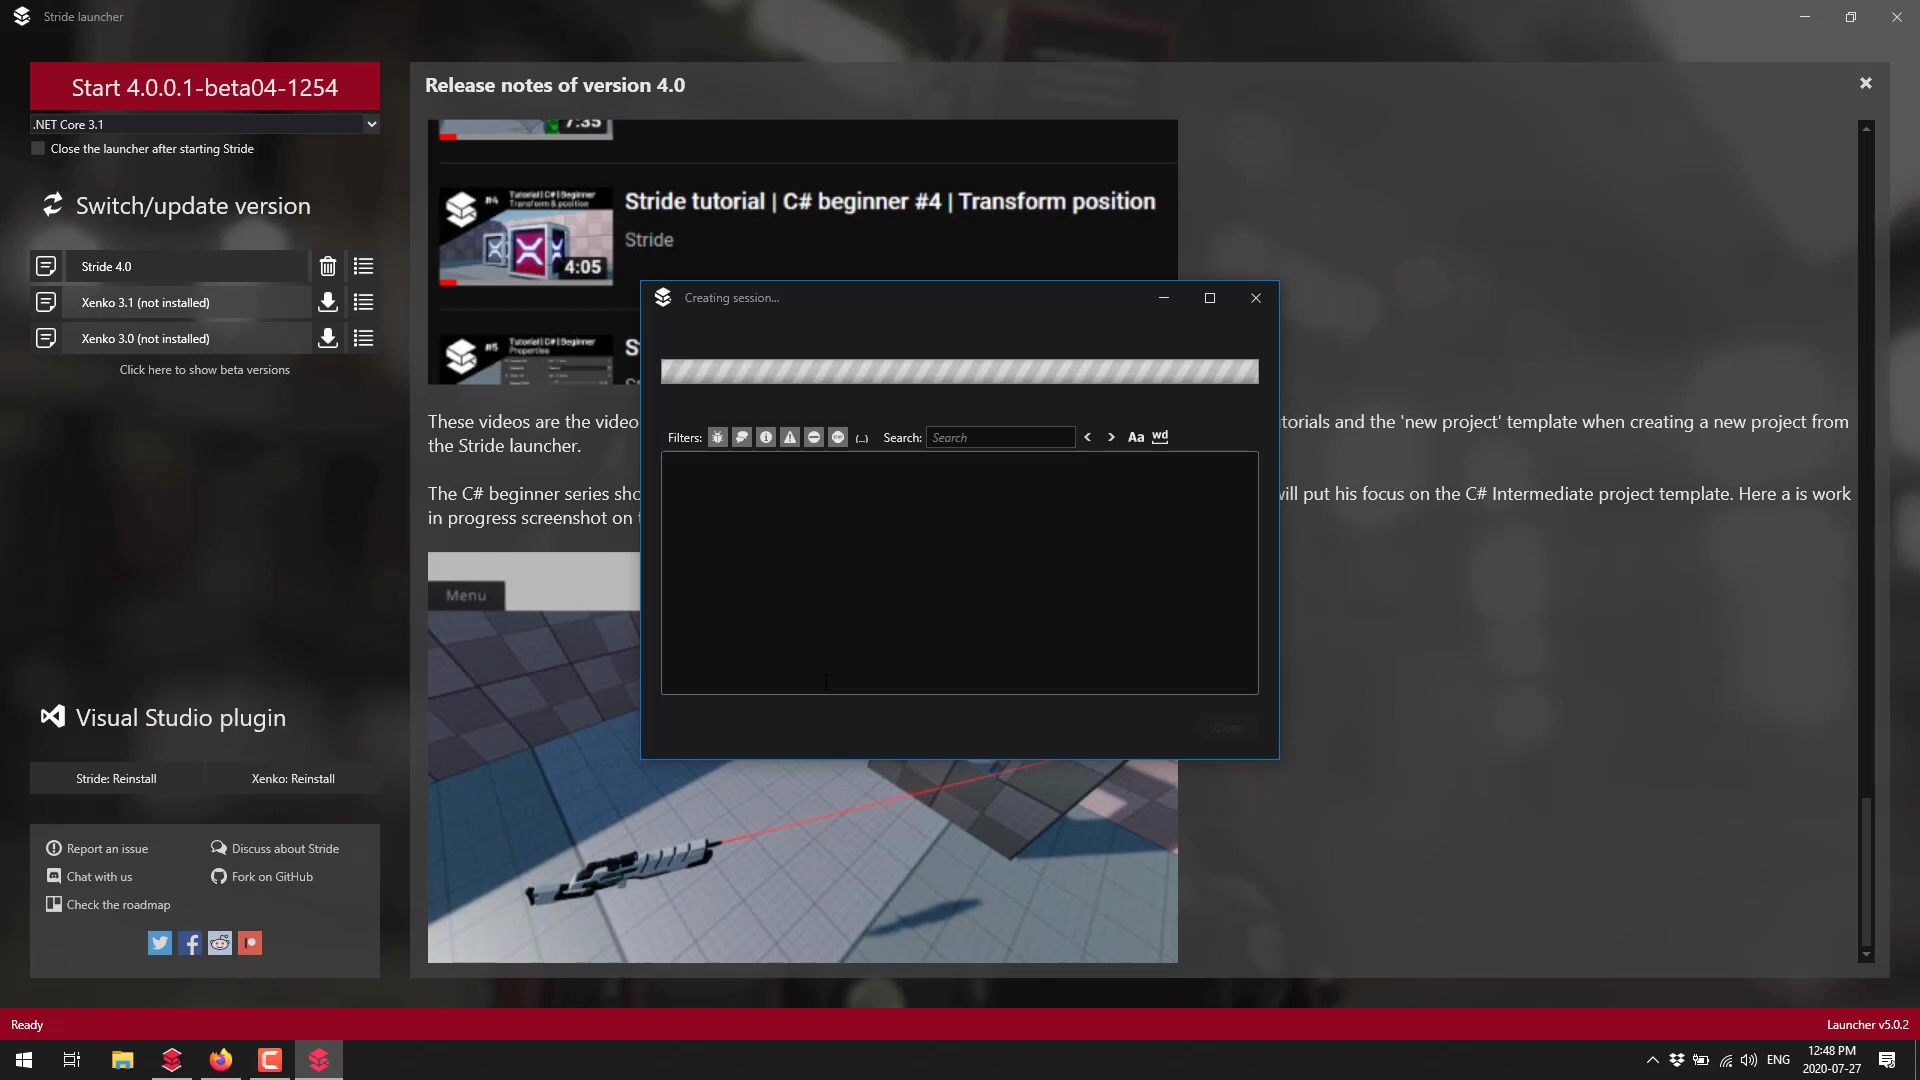 Stride launcher
Start 4.0.0.1-beta04-1254
.NET Core 3.1
Close the launcher after starting Stride
Switch/update version
Stride 4.0
Xenko 3.1 (not installed)
Xenko 3.0 (not installed)
Click here to show beta versions
Visual Studio plugin
Stride: Reinstall
Xenko: Reinstall
Report an issue
Discuss about Stride
Chat with us
Fork on GitHub
Check the roadmap
Release notes of version 4.0
7:35
#4 Tutorial | C# | Beginner
Transform & position
4:05
Stride tutorial | C# beginner #4 | Transform position
Stride
#5 Tutorial | C# | Beginner
Properties
These videos are the video
torials and the 'new project' template when creating a new project from
the Stride launcher.
The C# beginner series sho
will put his focus on the C# Intermediate project template. Here a is work
in progress screenshot on t
Menu
Creating session...
Filters:
(...)
Search:
Search
Aa
wd
Close
Ready
Launcher v5.0.2
ENG
12:48 PM
2020-07-27